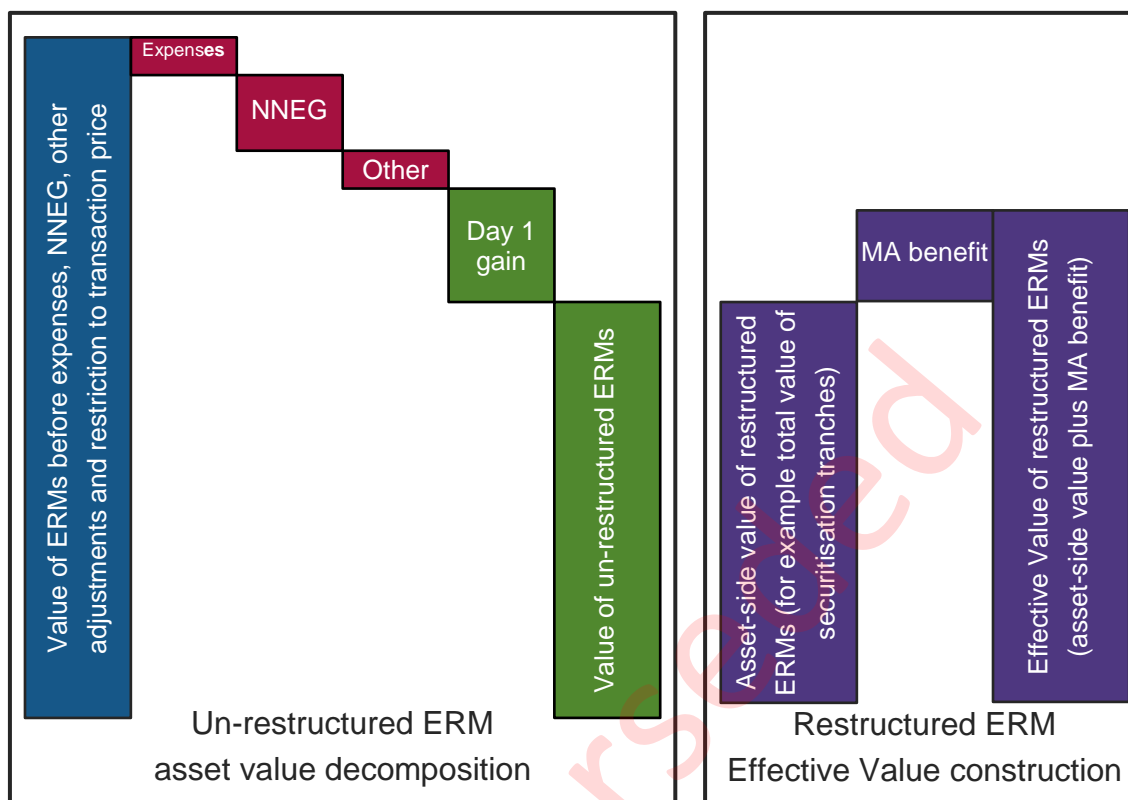 Value of ERMs before expenses, NNEG, other
adjustments and restriction to transaction price
Expenses
NNEG
Other
Day 1
gain
Value of un-restructured ERMs
Un-restructured ERM
asset value decomposition
Asset-side value of restructured
ERMs (for example total value of
securitisation tranches)
MA benefit
Effective Value of restructured ERMs
(asset-side value plus MA benefit)
Restructured ERM
Effective Value construction
rseded